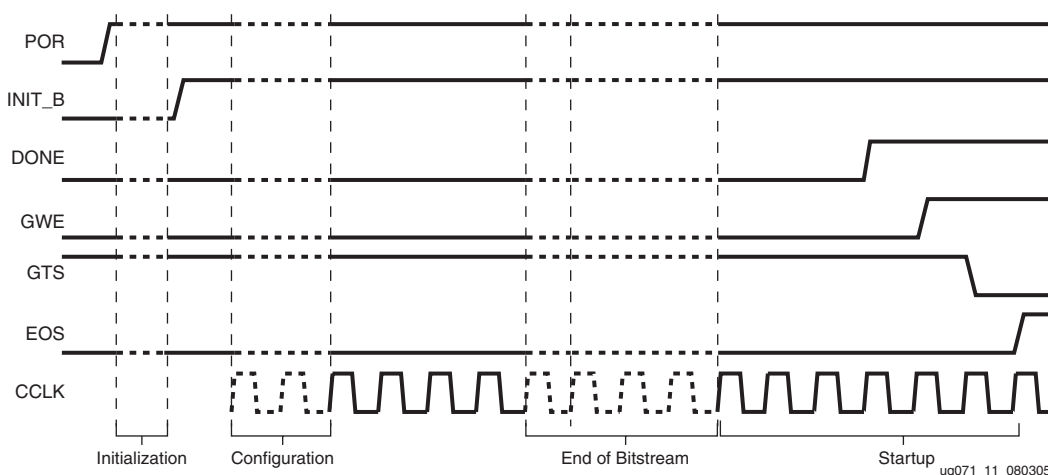 POR
INIT_B
DONE
GWE
GTS
EOS
CCLK
Initialization
Configuration
End of Bitstream
Startup
ug071_11_080305